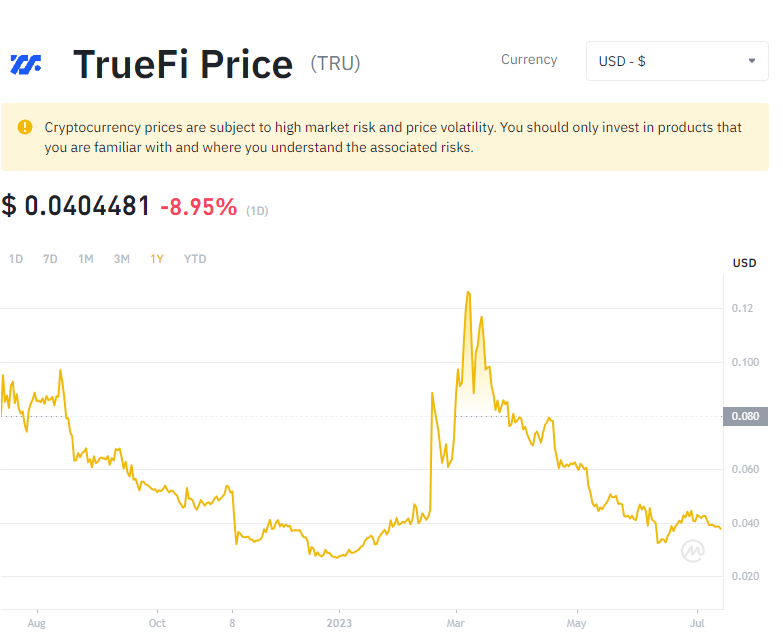 TrueFi Price (TRU)
Currency
USD - $
Cryptocurrency prices are subject to high market risk and price volatility. You should only invest in products that
you are familiar with and where you understand the associated risks.
$ 0.0404481 -8.95% (1D)
1D 7D 1M 3M 1Y YTD
USD
0.12
0.100
0.080
0.060
0.040
0.020
Aug Oct 8 2023 Mar May Jul